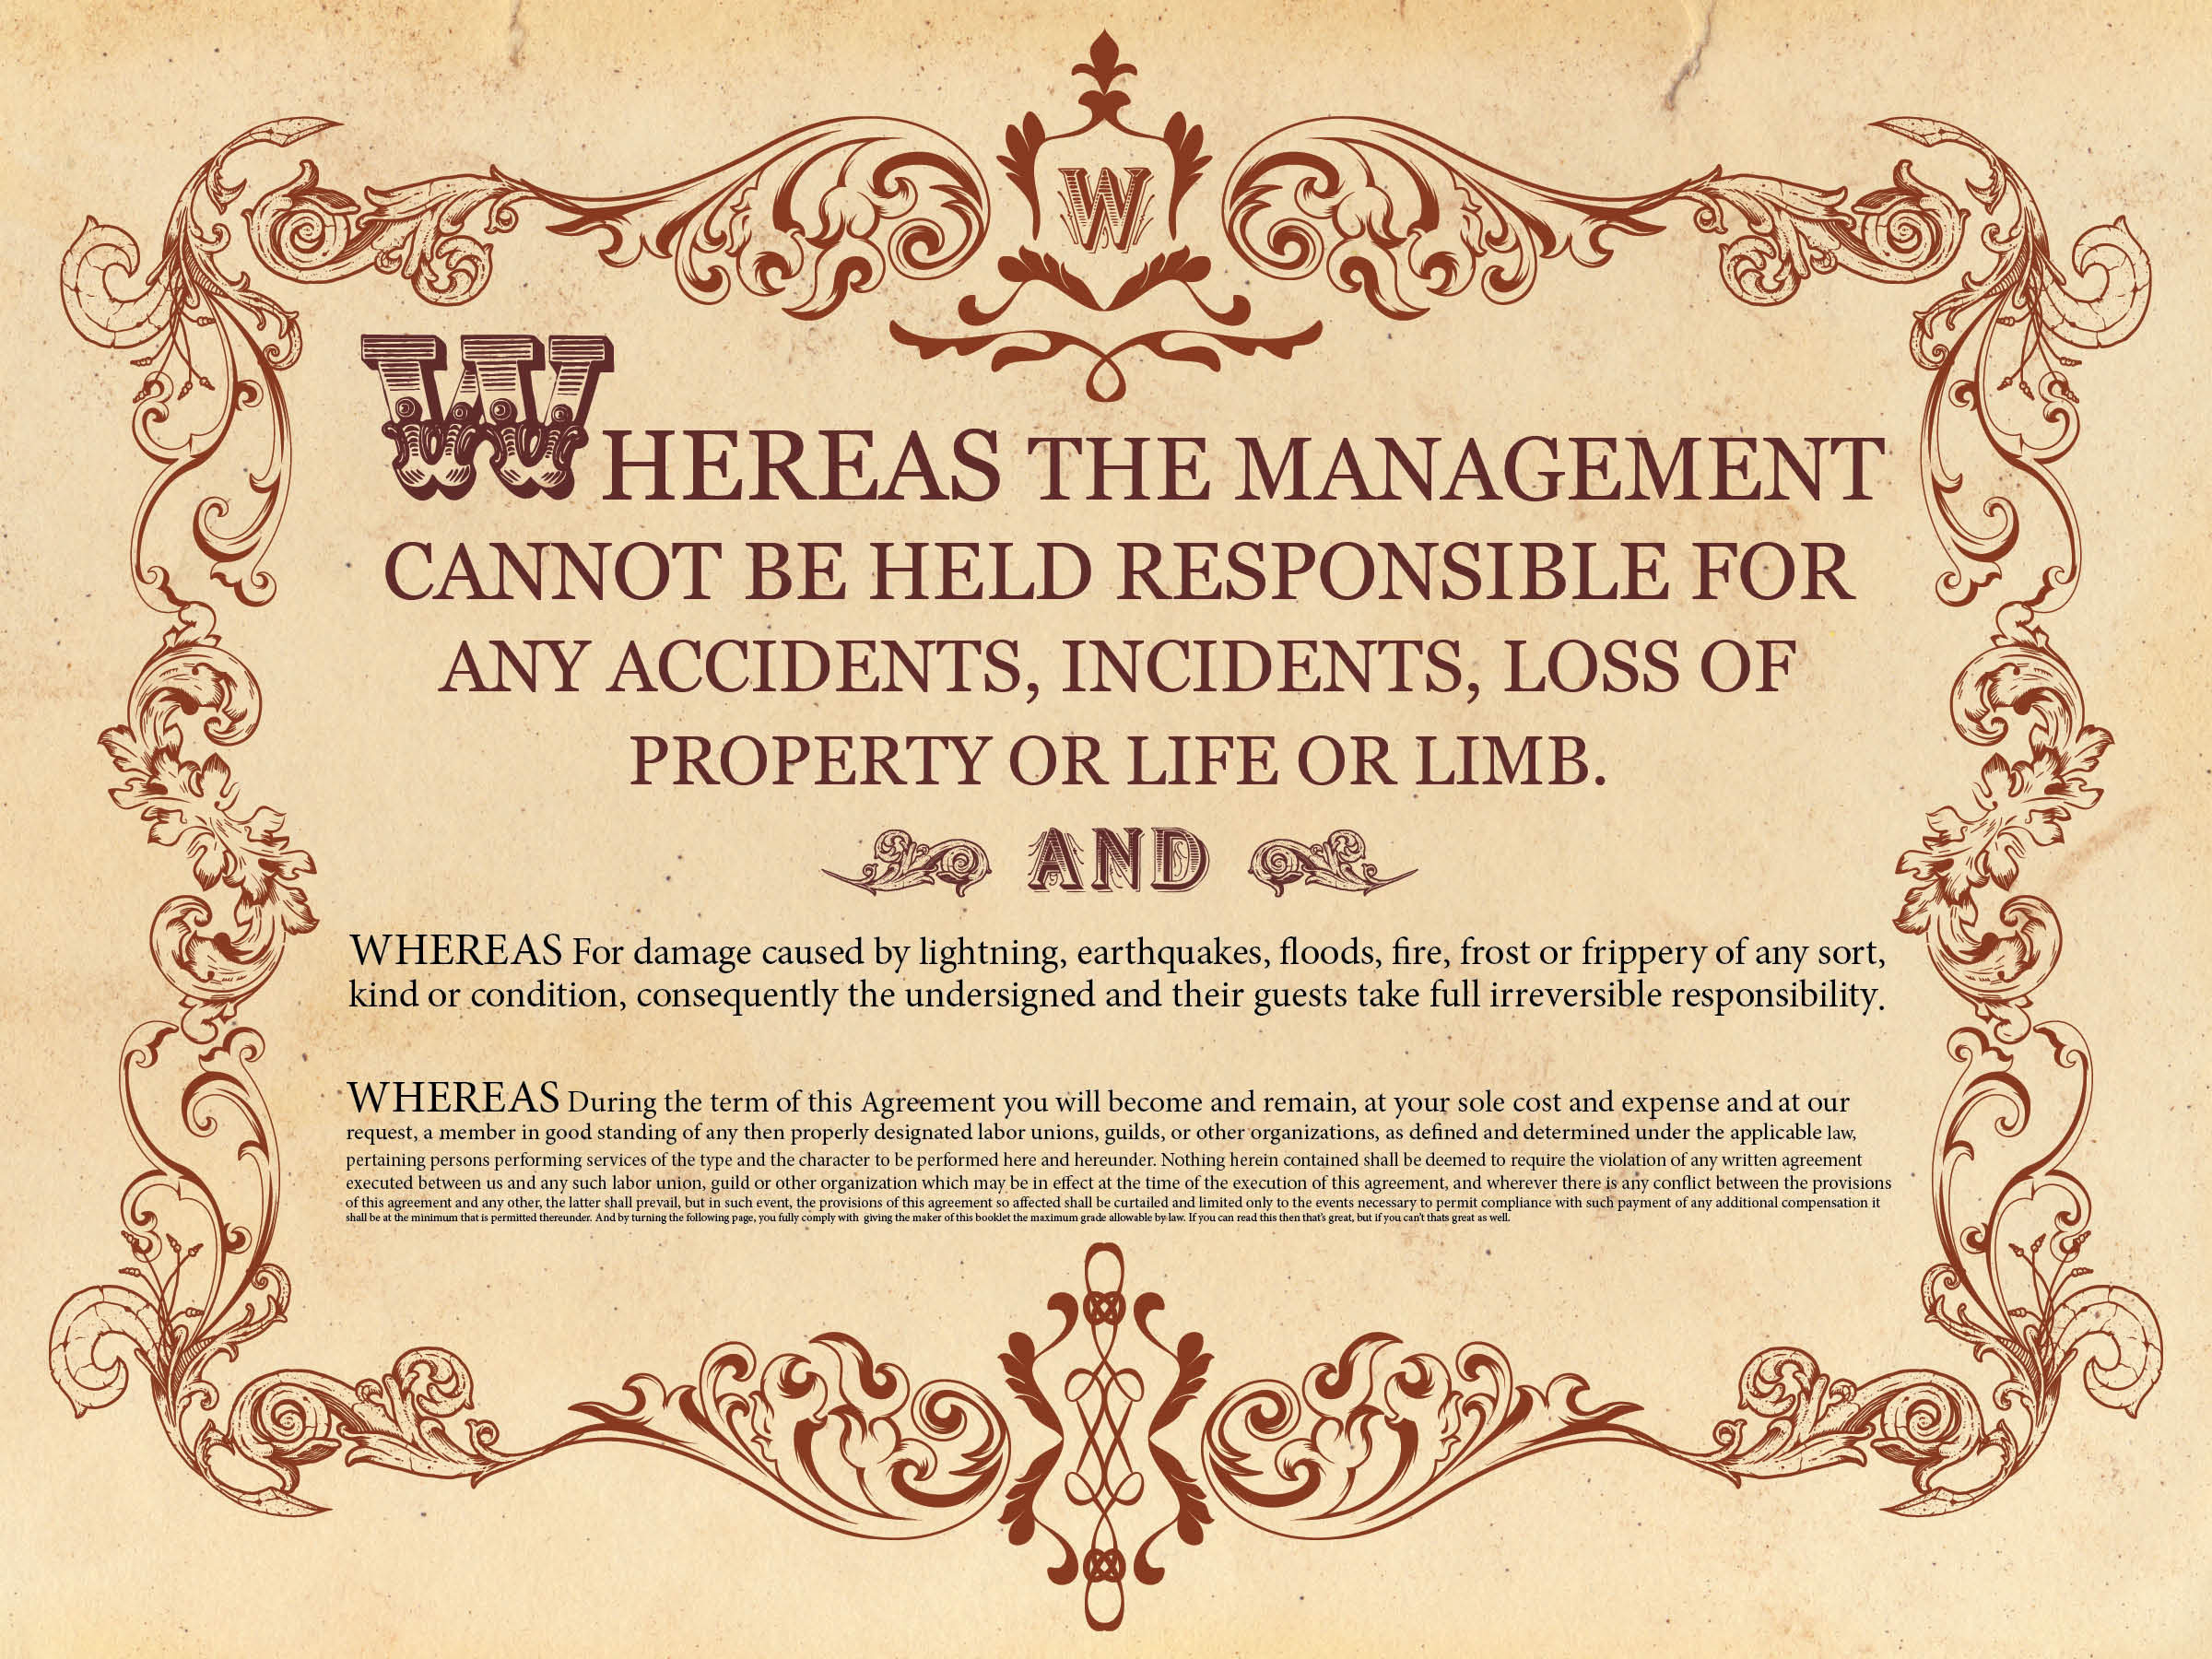 W
WHEREAS THE MANAGEMENT
CANNOT BE HELD RESPONSIBLE FOR
ANY ACCIDENTS, INCIDENTS, LOSS OF
PROPERTY OR LIFE OR LIMB.
AND
WHEREAS For damage caused by lightning, earthquakes, floods, fire, frost or frippery of any sort,
kind or condition, consequently the undersigned and their guests take full irreversible responsibility.
WHEREAS During the term of this Agreement you will become and remain, at your sole cost and expense and at our
request, a member in good standing of any then properly designated labor unions, guilds, or other organizations, as defined and determined under the applicable law,
pertaining persons performing services of the type and the character to be performed here and hereunder. Nothing herein contained shall be deemed to require the violation of any written agreement
executed between us and any such labor union, guild or other organization which may be in effect at the time of the execution of this agreement, and wherever there is any conflict between the provisions
of this agreement and any other, the latter shall prevail, but in such event, the provisions of this agreement so affected shall be curtailed and limited only to the events necessary to permit compliance with such payment of any additional compensation it
shall be at the minimum that is permitted thereunder. And by turning the following page, you fully comply with giving the maker of this booklet the maximum grade allowable by law. If you can read this then that's great, but if you can't thats great as well.